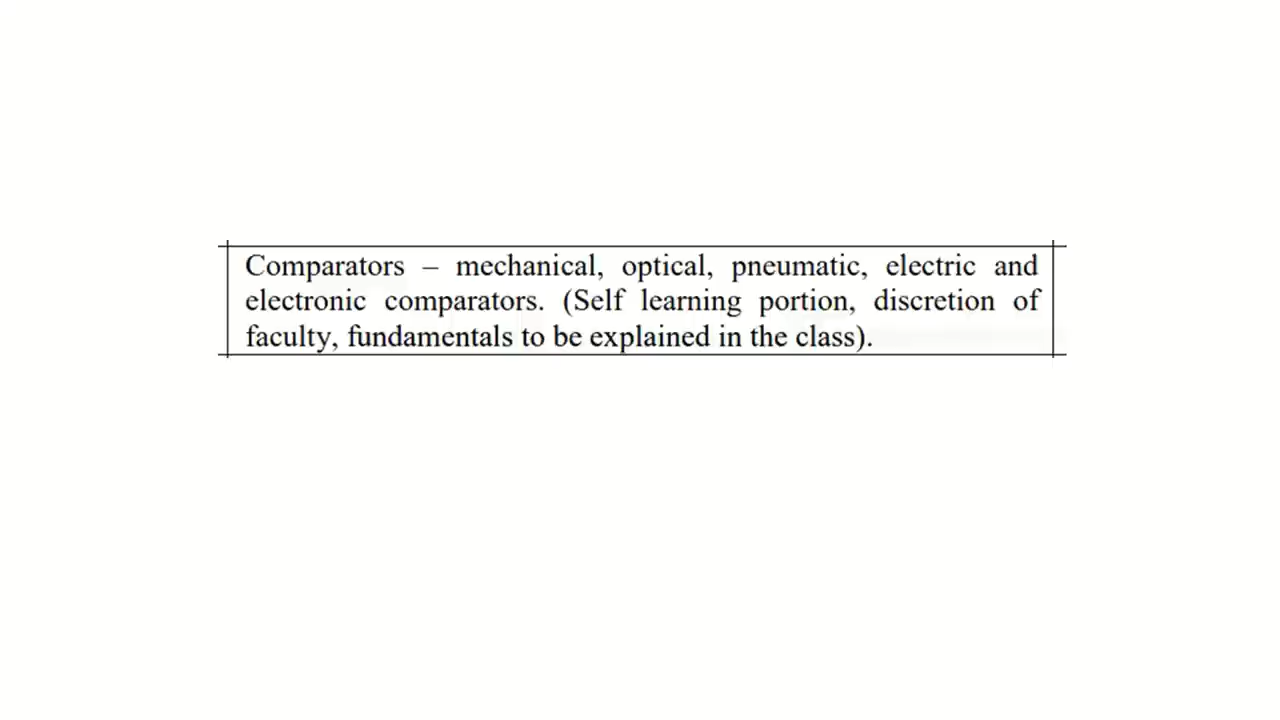 Comparators – mechanical, optical, pneumatic, electric and
electronic comparators. (Self learning portion, discretion of
faculty, fundamentals to be explained in the class).